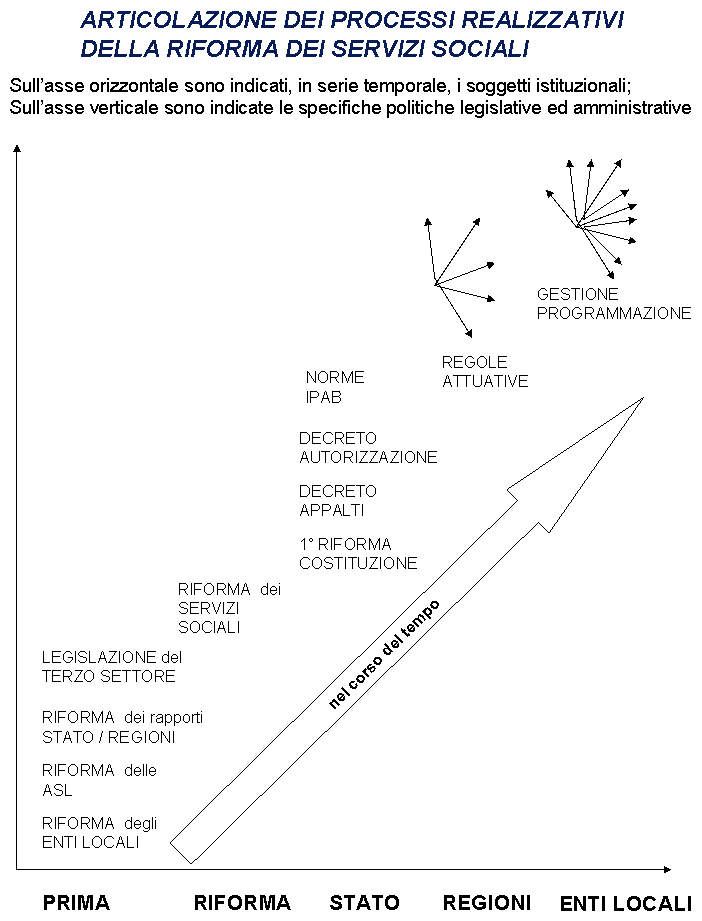 ARTICOLAZIONE DEI PROCESSI REALIZZATIVI
DELLA RIFORMA DEI SERVIZI SOCIALI
Sull'asse orizzontale sono indicati, in serie temporale, i soggetti istituzionali;
Sull'asse verticale sono indicate le specifiche politiche legislative ed amministrative
GESTIONE
PROGRAMMAZIONE
REGOLE
ATTUATIVE
NORME
IPAB
DECRETO
AUTORIZZAZIONE
DECRETO
APPALTI
1° RIFORMA
COSTITUZIONE
RIFORMA dei
SERVIZI
SOCIALI
nel corso del tempo
LEGISLAZIONE del
TERZO SETTORE
RIFORMA dei rapporti
STATO / REGIONI
RIFORMA delle
ASL
RIFORMA degli
ENTI LOCALI
PRIMA RIFORMA STATO REGIONI ENTI LOCALI